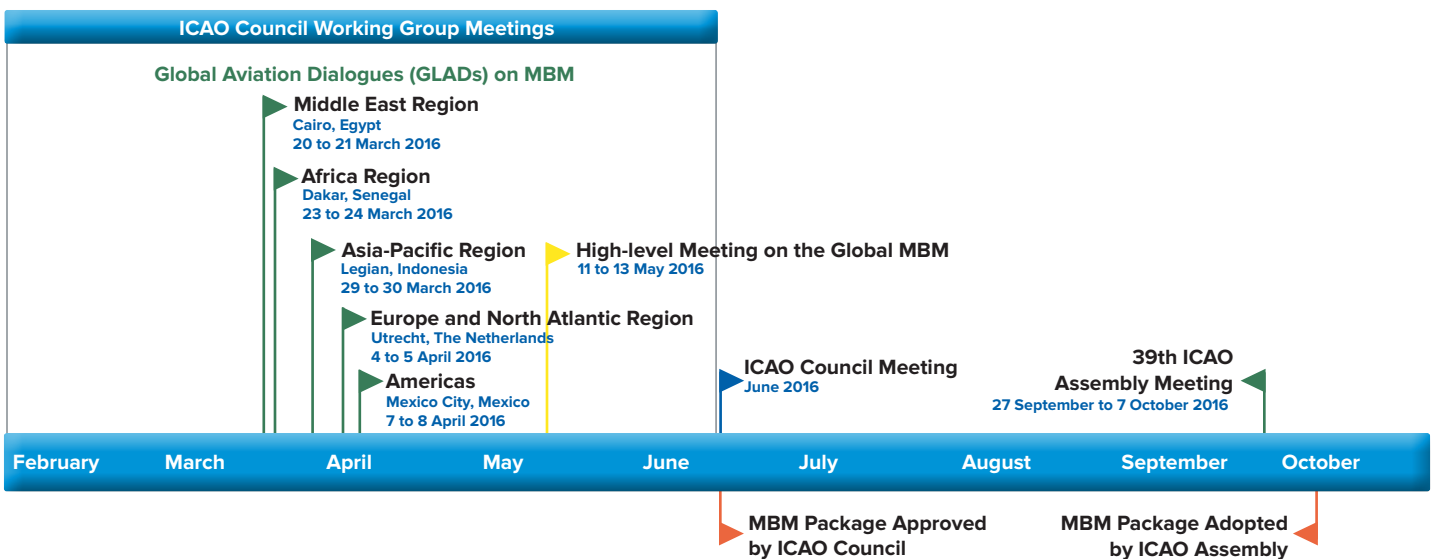 ICAO Council Working Group Meetings
Global Aviation Dialogues (GLADs) on MBM
Middle East Region
Cairo, Egypt
20 to 21 March 2016
Africa Region
Dakar, Senegal
23 to 24 March 2016
Asia-Pacific Region
Legian, Indonesia
29 to 30 March 2016
High-level Meeting on the Global MBM
11 to 13 May 2016
Europe and North Atlantic Region
Utrecht, The Netherlands
4 to 5 April 2016
Americas
Mexico City, Mexico
7 to 8 April 2016
ICAO Council Meeting
June 2016
39th ICAO
Assembly Meeting
27 September to 7 October 2016
February March April May June July August September October
MBM Package Approved
by ICAO Council
MBM Package Adopted
by ICAO Assembly